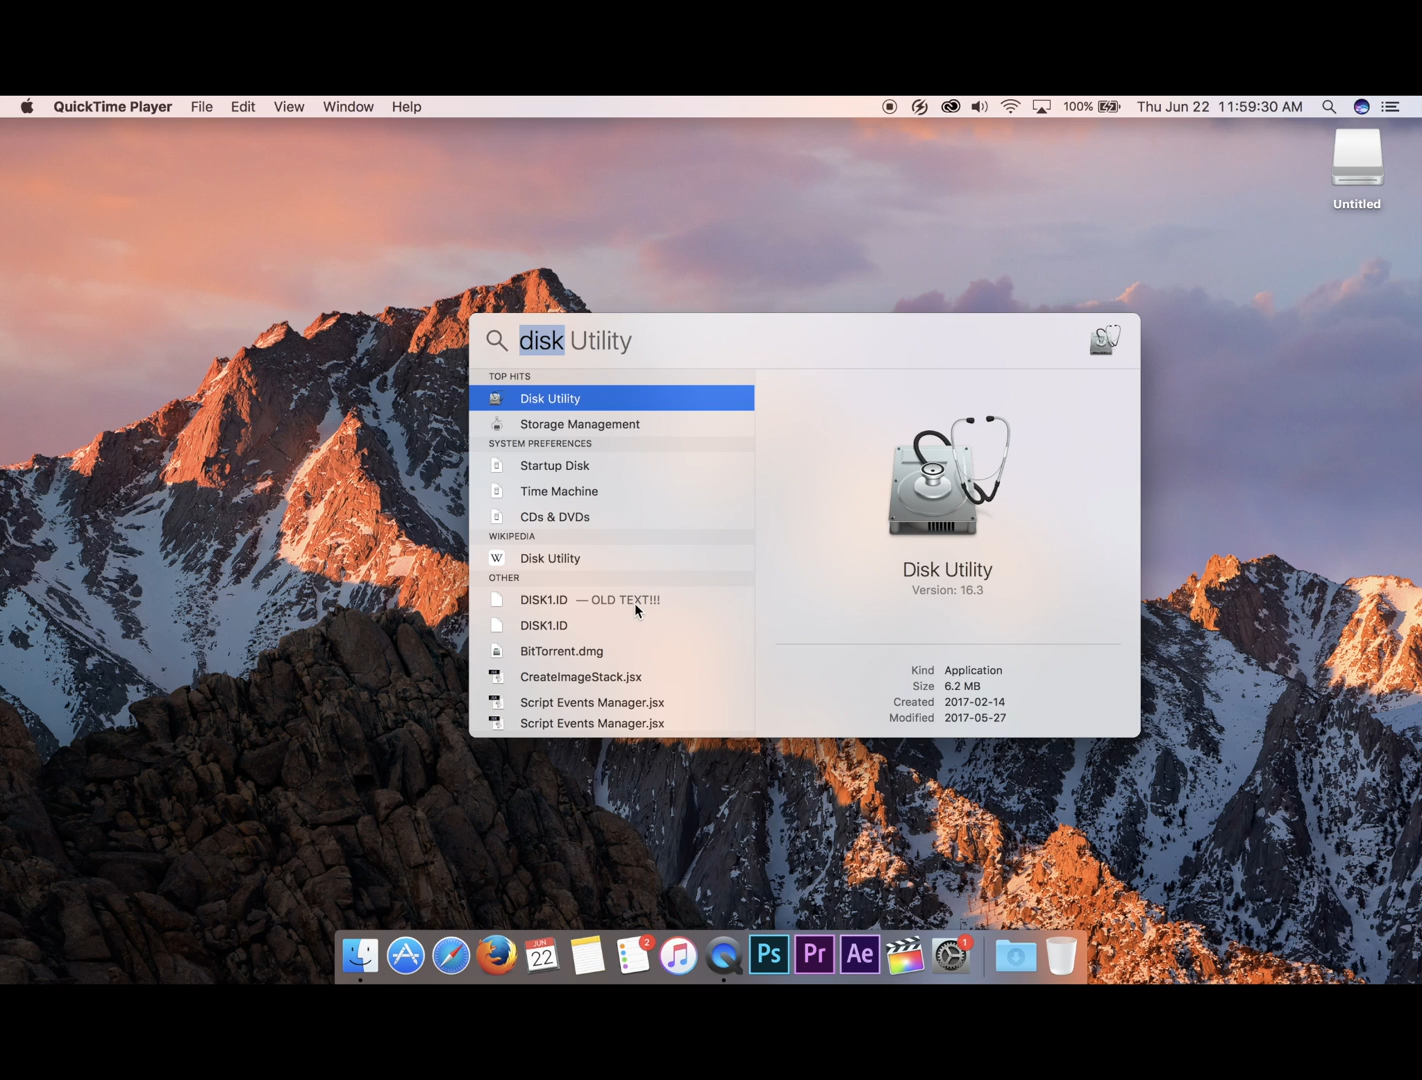 QuickTime Player File Edit View Window Help 100% Thu Jun 22 11:59:30 AM
Untitled
disk Utility
TOP HITS
Disk Utility
Storage Management
SYSTEM PREFERENCES
Startup Disk
Time Machine
CDs & DVDs
WIKIPEDIA
W Disk Utility
OTHER
DISK1.ID — OLD TEXT!!!
DISK1.ID
BitTorrent.dmg
CreateImageStack.jsx
Script Events Manager.jsx
Script Events Manager.jsx
Disk Utility
Version: 16.3
Kind Application
Size 6.2 MB
Created 2017-02-14
Modified 2017-05-27
JUN
22
2
Ps
Pr
Ae
1